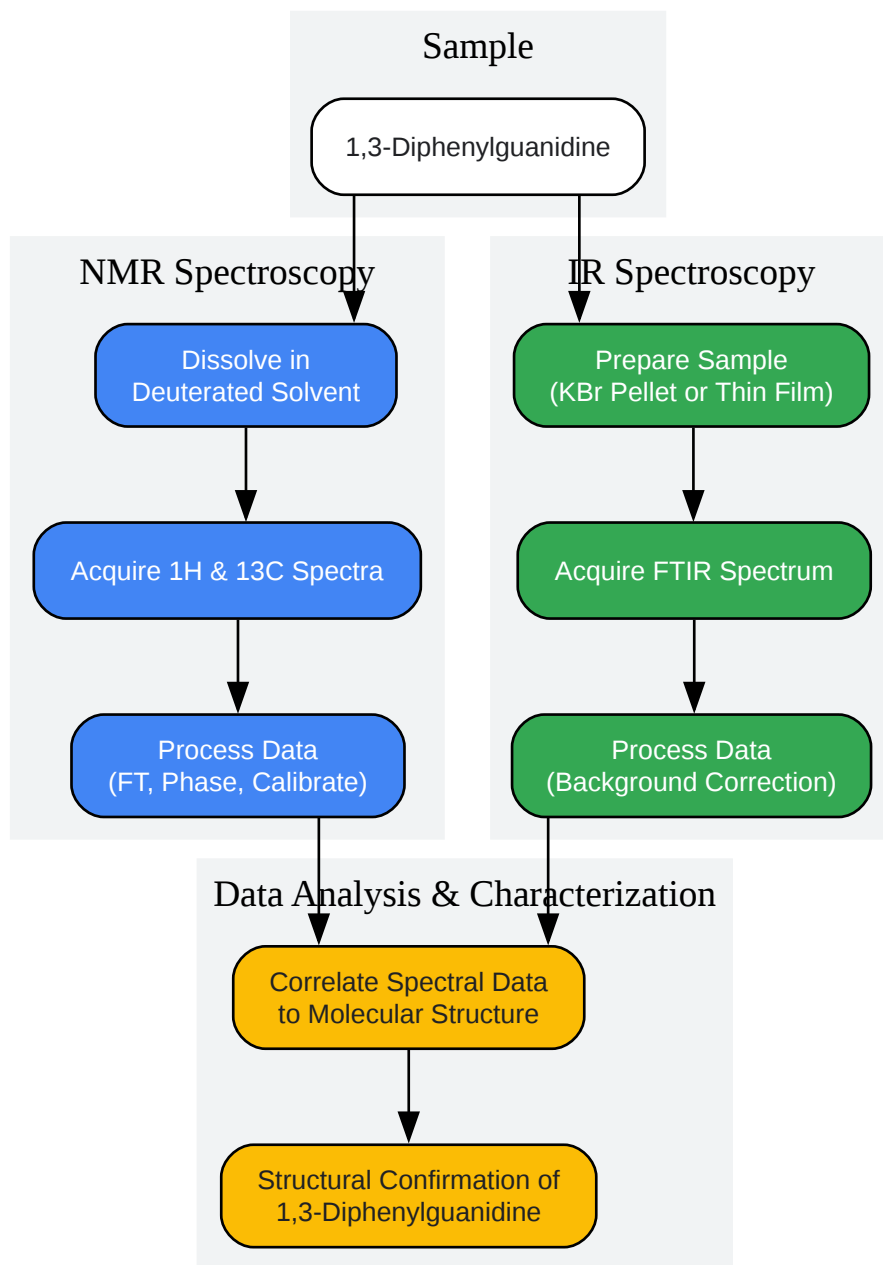 Sample
1,3-Diphenylguanidine
NMR Spectroscopy
Dissolve in
Deuterated Solvent
Acquire 1H & 13C Spectra
Process Data
(FT, Phase, Calibrate)
IR Spectroscopy
Prepare Sample
(KBr Pellet or Thin Film)
Acquire FTIR Spectrum
Process Data
(Background Correction)
Data Analysis & Characterization
Correlate Spectral Data
to Molecular Structure
Structural Confirmation of
1,3-Diphenylguanidine